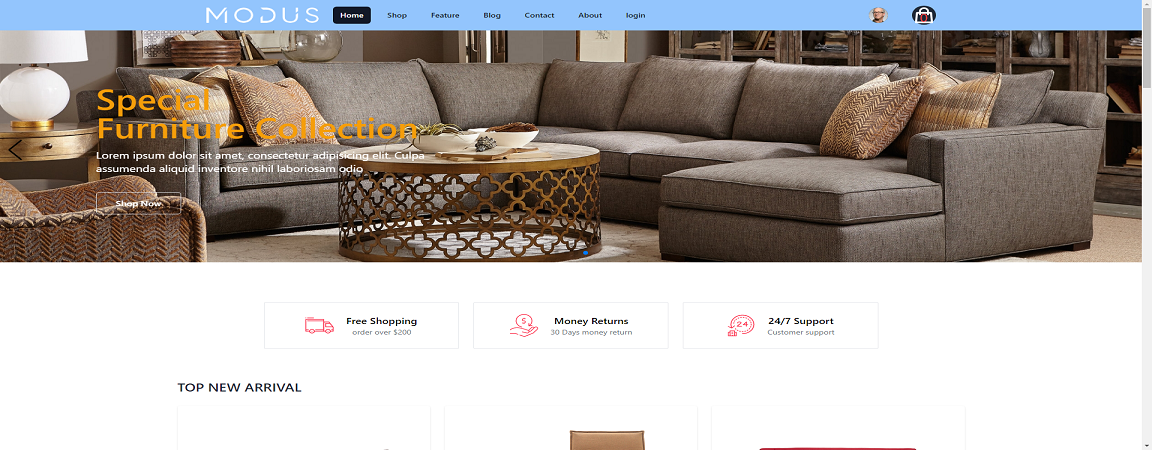 MODUS
Home
Shop
Feature
Blog
Contact
About
login
Special
Furniture Collection
Lorem ipsum dolor sit amet, consectetur adipisicing elit. Culpa
assumenda aliquid inventore nihil laboriosam odio
Shop Now
Free Shopping
order over $200
Money Returns
30 Days money return
24
24/7 Support
Customer support
TOP NEW ARRIVAL